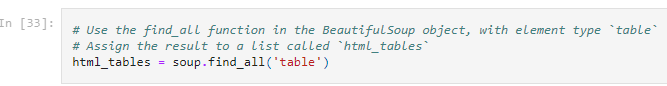 In [33]:
# Use the find_all function in the BeautifulSoup object, with element type `table`
# Assign the result to a list called `html_tables`
html_tables = soup.find_all('table')